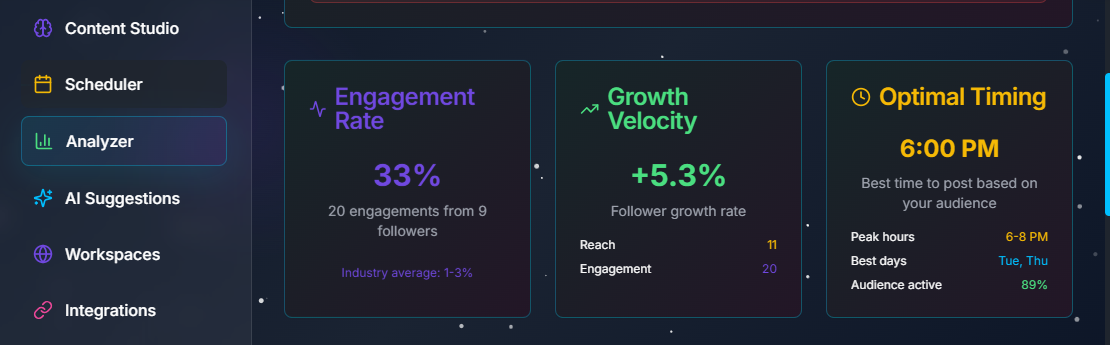 Content Studio
Scheduler
Analyzer
AI Suggestions
Workspaces
Integrations
Engagement
Rate
33%
20 engagements from 9
followers
Industry average: 1-3%
Growth
Velocity
+5.3%
Follower growth rate
Reach 11
Engagement 20
Optimal Timing
6:00 PM
Best time to post based on
your audience
Peak hours 6-8 PM
Best days Tue, Thu
Audience active 89%